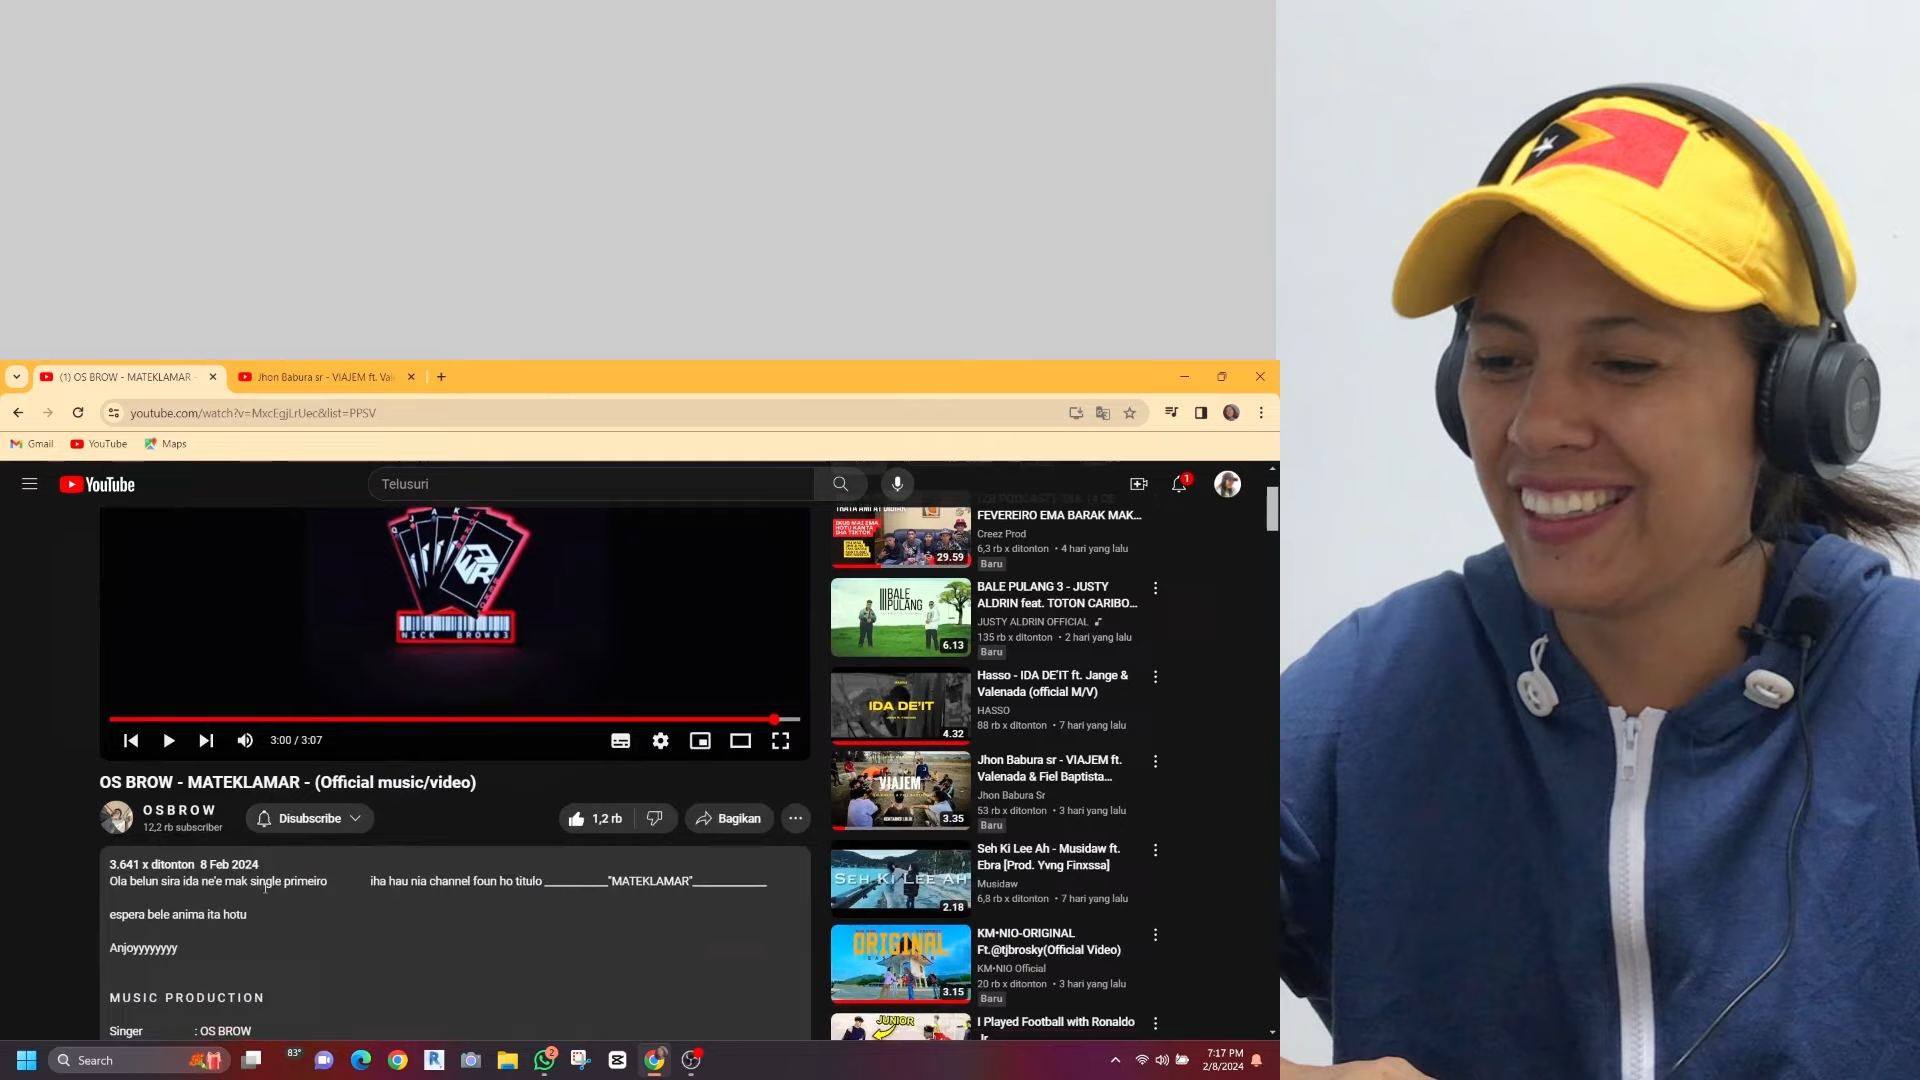 (1) OS BROW - MATEKLAMAR -
Jhon Babura sr - VIAJEM ft. Val
youtube.com/watch?v=MxcEgjLrUec&list=PPSV
Gmail
YouTube
Maps
YouTube
Telusuri
1
NICK BROW03
3:00 / 3:07
OS BROW - MATEKLAMAR - (Official music/video)
O S B R O W
12,2 rb subscriber
Disubscribe
1,2 rb
Bagikan
3.641 x ditonton 8 Feb 2024
Ola belun sira ida ne'e mak single primeiro iha hau nia channel foun ho titulo ___________"MATEKLAMAR"_____________
espera bele anima ita hotu
Anjoyyyyyyyy
M U S I C P R O D U C T I O N
Singer : OS BROW
29.59
FEVEREIRO EMA BARAK MAK...
Creez Prod
6,3 rb x ditonton • 4 hari yang lalu
Baru
BALE PULANG
6.13
BALE PULANG 3 - JUSTY
ALDRIN feat. TOTON CARIBO...
JUSTY ALDRIN OFFICIAL
135 rb x ditonton • 2 hari yang lalu
Baru
IDA DE'IT
4.32
Hasso - IDA DE'IT ft. Jange &
Valenada (official M/V)
HASSO
88 rb x ditonton • 7 hari yang lalu
VIAJEM
3.35
Jhon Babura sr - VIAJEM ft.
Valenada & Fiel Baptista...
Jhon Babura Sr
53 rb x ditonton • 3 hari yang lalu
Baru
SEH KI LEE AH
2.18
Seh Ki Lee Ah - Musidaw ft.
Ebra [Prod. Yvng Finxssa]
Musidaw
6,8 rb x ditonton • 7 hari yang lalu
ORIGINAL
3.15
KM•NIO-ORIGINAL
Ft.@tjbrosky(Official Video)
KM•NIO Official
20 rb x ditonton • 3 hari yang lalu
Baru
JUNIOR
I Played Football with Ronaldo
Jr
Search
83°
2
7:17 PM
2/8/2024